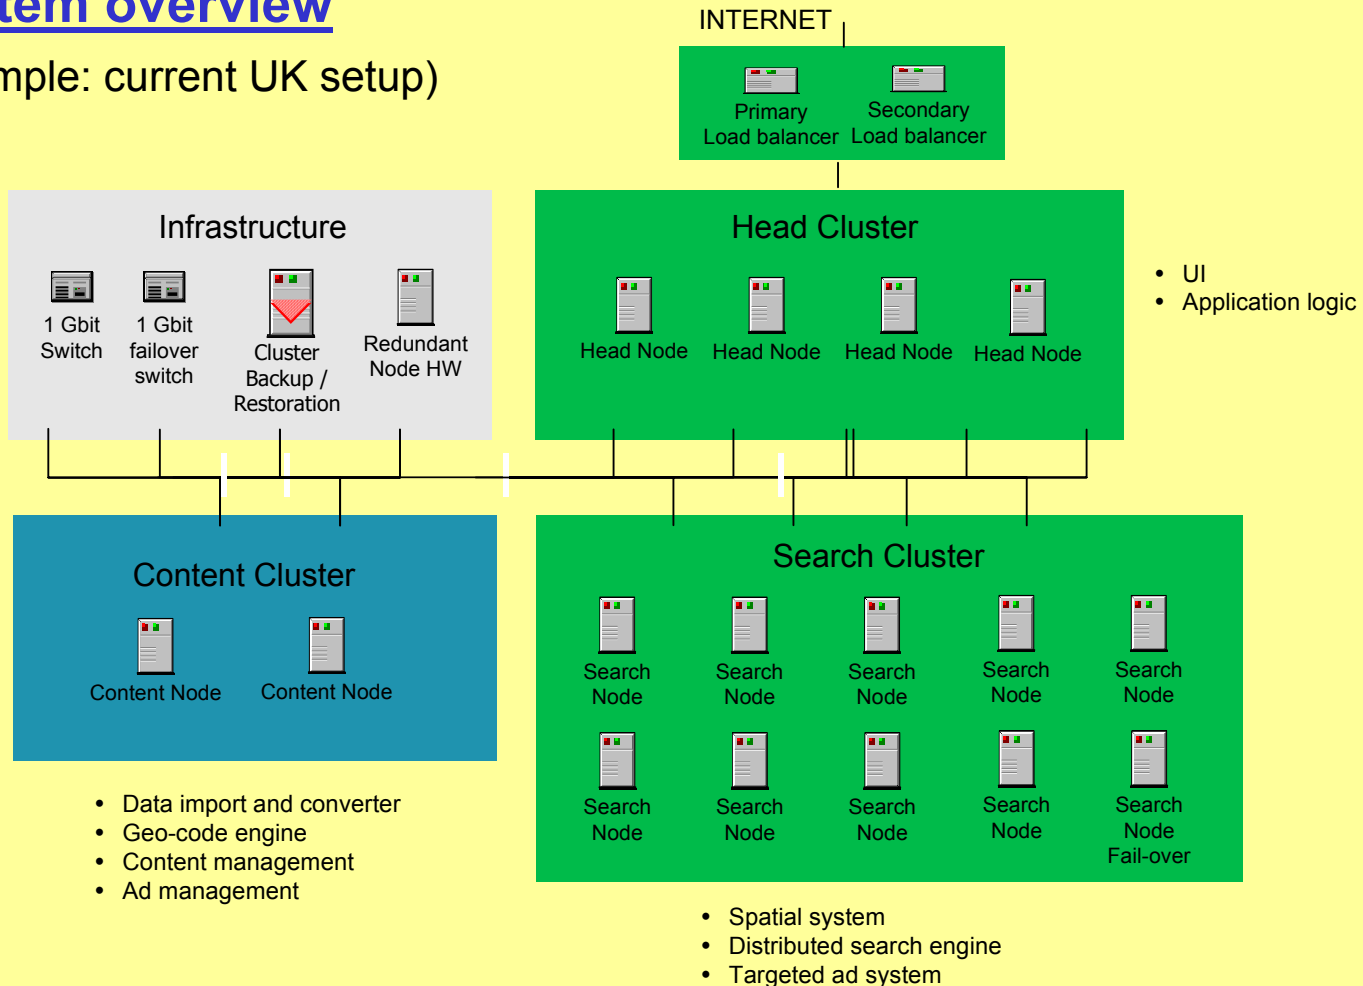 tem overview
mple: current UK setup)
INTERNET
Primary
Load balancer
Secondary
Load balancer
Infrastructure
1 Gbit
Switch
1 Gbit
failover
switch
Cluster
Backup /
Restoration
Redundant
Node HW
Head Cluster
Head Node
Head Node
Head Node
Head Node
• UI
• Application logic
Content Cluster
Content Node
Content Node
• Data import and converter
• Geo-code engine
• Content management
• Ad management
Search Cluster
Search
Node
Search
Node
Search
Node
Search
Node
Search
Node
Search
Node
Search
Node
Search
Node
Search
Node
Search
Node
Fail-over
• Spatial system
• Distributed search engine
• Targeted ad system